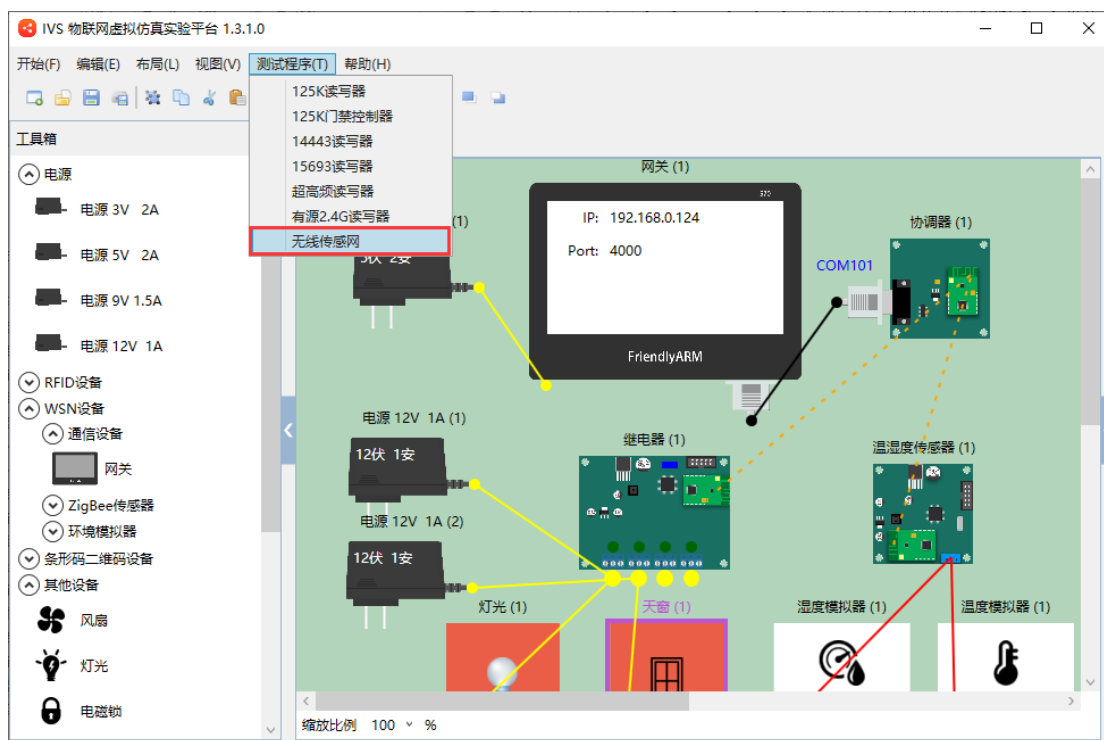 IVS 物联网虚拟仿真实验平台 1.3.1.0
开始(F) 编辑(E) 布局(L) 视图(V) 测试程序(T) 帮助(H)
125K读写器
125K门禁控制器
14443读写器
15693读写器
超高频读写器
有源2.4G读写器
无线传感网
工具箱
电源
电源 3V 2A
电源 5V 2A
电源 9V 1.5A
电源 12V 1A
RFID设备
WSN设备
通信设备
网关
ZigBee传感器
环境模拟器
条形码二维码设备
其他设备
风扇
灯光
电磁锁
网关 (1)
IP: 192.168.0.124
Port: 4000
FriendlyARM
(1)
5伏 2安
COM101
协调器 (1)
电源 12V 1A (1)
12伏 1安
电源 12V 1A (2)
12伏 1安
继电器 (1)
温湿度传感器 (1)
灯光 (1)
天窗 (1)
湿度模拟器 (1)
温度模拟器 (1)
缩放比例 100 %